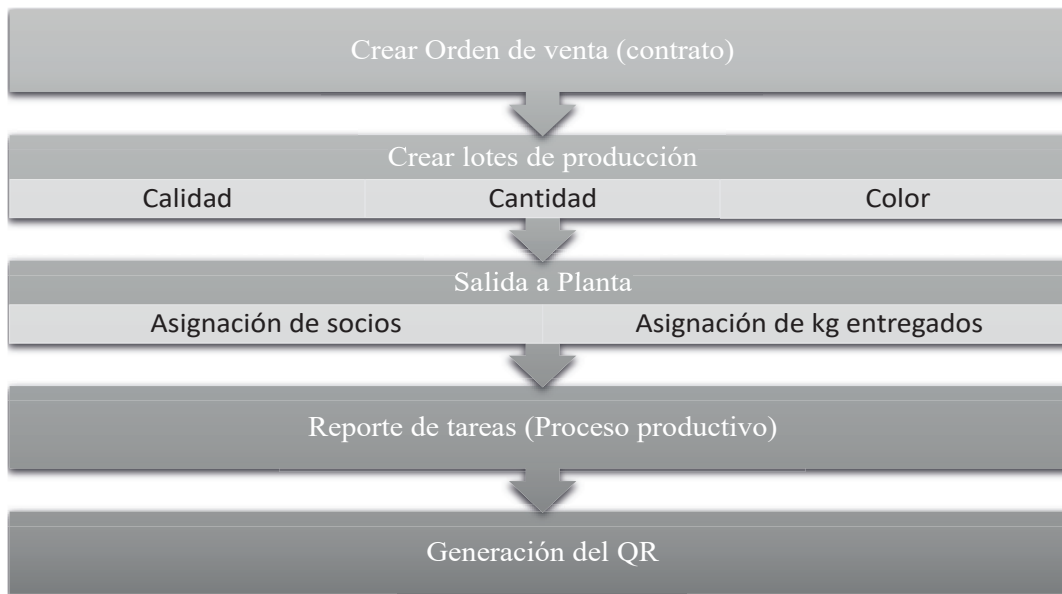 Crear Orden de venta (contrato)
Crear lotes de producción
Calidad Cantidad Color
Salida a Planta
Asignación de socios Asignación de kg entregados
Reporte de tareas (Proceso productivo)
Generación del QR